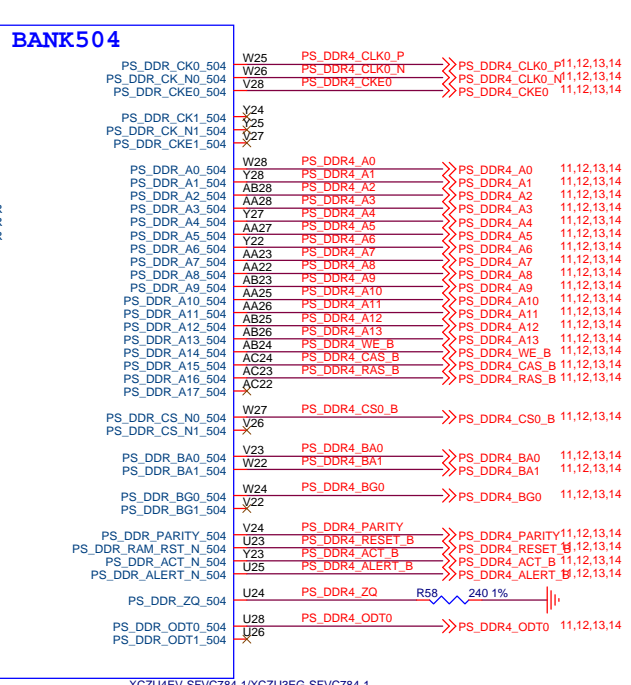 BANK504
PS_DDR_CK0_504 W25 PS_DDR4_CLK0_P PS_DDR4_CLK0_P 11,12,13,14
PS_DDR_CK_N0_504 W26 PS_DDR4_CLK0_N PS_DDR4_CLK0_N 11,12,13,14
PS_DDR_CKE0_504 V28 PS_DDR4_CKE0 PS_DDR4_CKE0 11,12,13,14
PS_DDR_CK1_504 Y24
PS_DDR_CK_N1_504 Y25
PS_DDR_CKE1_504 V27
PS_DDR_A0_504 W28 PS_DDR4_A0 PS_DDR4_A0 11,12,13,14
PS_DDR_A1_504 Y28 PS_DDR4_A1 PS_DDR4_A1 11,12,13,14
PS_DDR_A2_504 AB28 PS_DDR4_A2 PS_DDR4_A2 11,12,13,14
PS_DDR_A3_504 AA28 PS_DDR4_A3 PS_DDR4_A3 11,12,13,14
PS_DDR_A4_504 Y27 PS_DDR4_A4 PS_DDR4_A4 11,12,13,14
PS_DDR_A5_504 AA27 PS_DDR4_A5 PS_DDR4_A5 11,12,13,14
PS_DDR_A6_504 Y22 PS_DDR4_A6 PS_DDR4_A6 11,12,13,14
PS_DDR_A7_504 AA23 PS_DDR4_A7 PS_DDR4_A7 11,12,13,14
PS_DDR_A8_504 AA22 PS_DDR4_A8 PS_DDR4_A8 11,12,13,14
PS_DDR_A9_504 AB23 PS_DDR4_A9 PS_DDR4_A9 11,12,13,14
PS_DDR_A10_504 AA25 PS_DDR4_A10 PS_DDR4_A10 11,12,13,14
PS_DDR_A11_504 AA26 PS_DDR4_A11 PS_DDR4_A11 11,12,13,14
PS_DDR_A12_504 AB25 PS_DDR4_A12 PS_DDR4_A12 11,12,13,14
PS_DDR_A13_504 AB26 PS_DDR4_A13 PS_DDR4_A13 11,12,13,14
PS_DDR_A14_504 AB24 PS_DDR4_WE_B PS_DDR4_WE_B 11,12,13,14
PS_DDR_A15_504 AC24 PS_DDR4_CAS_B PS_DDR4_CAS_B 11,12,13,14
PS_DDR_A16_504 AC23 PS_DDR4_RAS_B PS_DDR4_RAS_B 11,12,13,14
PS_DDR_A17_504 AC22
PS_DDR_CS_N0_504 W27 PS_DDR4_CS0_B PS_DDR4_CS0_B 11,12,13,14
PS_DDR_CS_N1_504 V26
PS_DDR_BA0_504 V23 PS_DDR4_BA0 PS_DDR4_BA0 11,12,13,14
PS_DDR_BA1_504 W22 PS_DDR4_BA1 PS_DDR4_BA1 11,12,13,14
PS_DDR_BG0_504 W24 PS_DDR4_BG0 PS_DDR4_BG0 11,12,13,14
PS_DDR_BG1_504 V22
PS_DDR_PARITY_504 V24 PS_DDR4_PARITY PS_DDR4_PARITY 11,12,13,14
PS_DDR_RAM_RST_N_504 U23 PS_DDR4_RESET_B PS_DDR4_RESET_B 11,12,13,14
PS_DDR_ACT_N_504 Y23 PS_DDR4_ACT_B PS_DDR4_ACT_B 11,12,13,14
PS_DDR_ALERT_N_504 U25 PS_DDR4_ALERT_B PS_DDR4_ALERT_B 11,12,13,14
PS_DDR_ZQ_504 U24 PS_DDR4_ZQ R58 240 1%
PS_DDR_ODT0_504 U28 PS_DDR4_ODT0 PS_DDR4_ODT0 11,12,13,14
PS_DDR_ODT1_504 U26